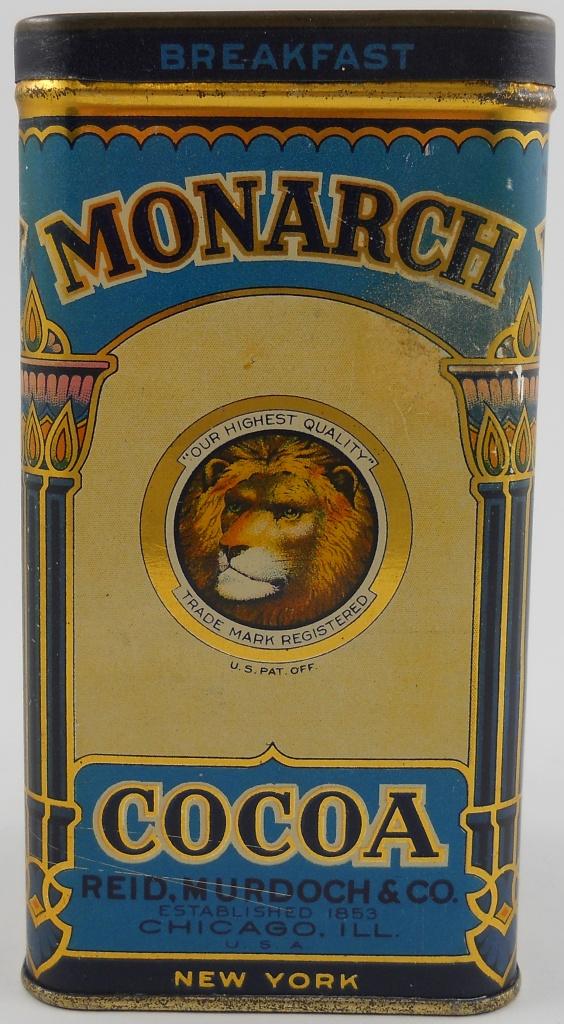 BREAKFAST
MONARCH
"OUR HIGHEST QUALITY"
TRADE MARK REGISTERED
U.S. PAT. OFF.
COCOA
REID, MURDOCH & CO.
ESTABLISHED 1853
CHICAGO, ILL.
U. S. A
NEW YORK